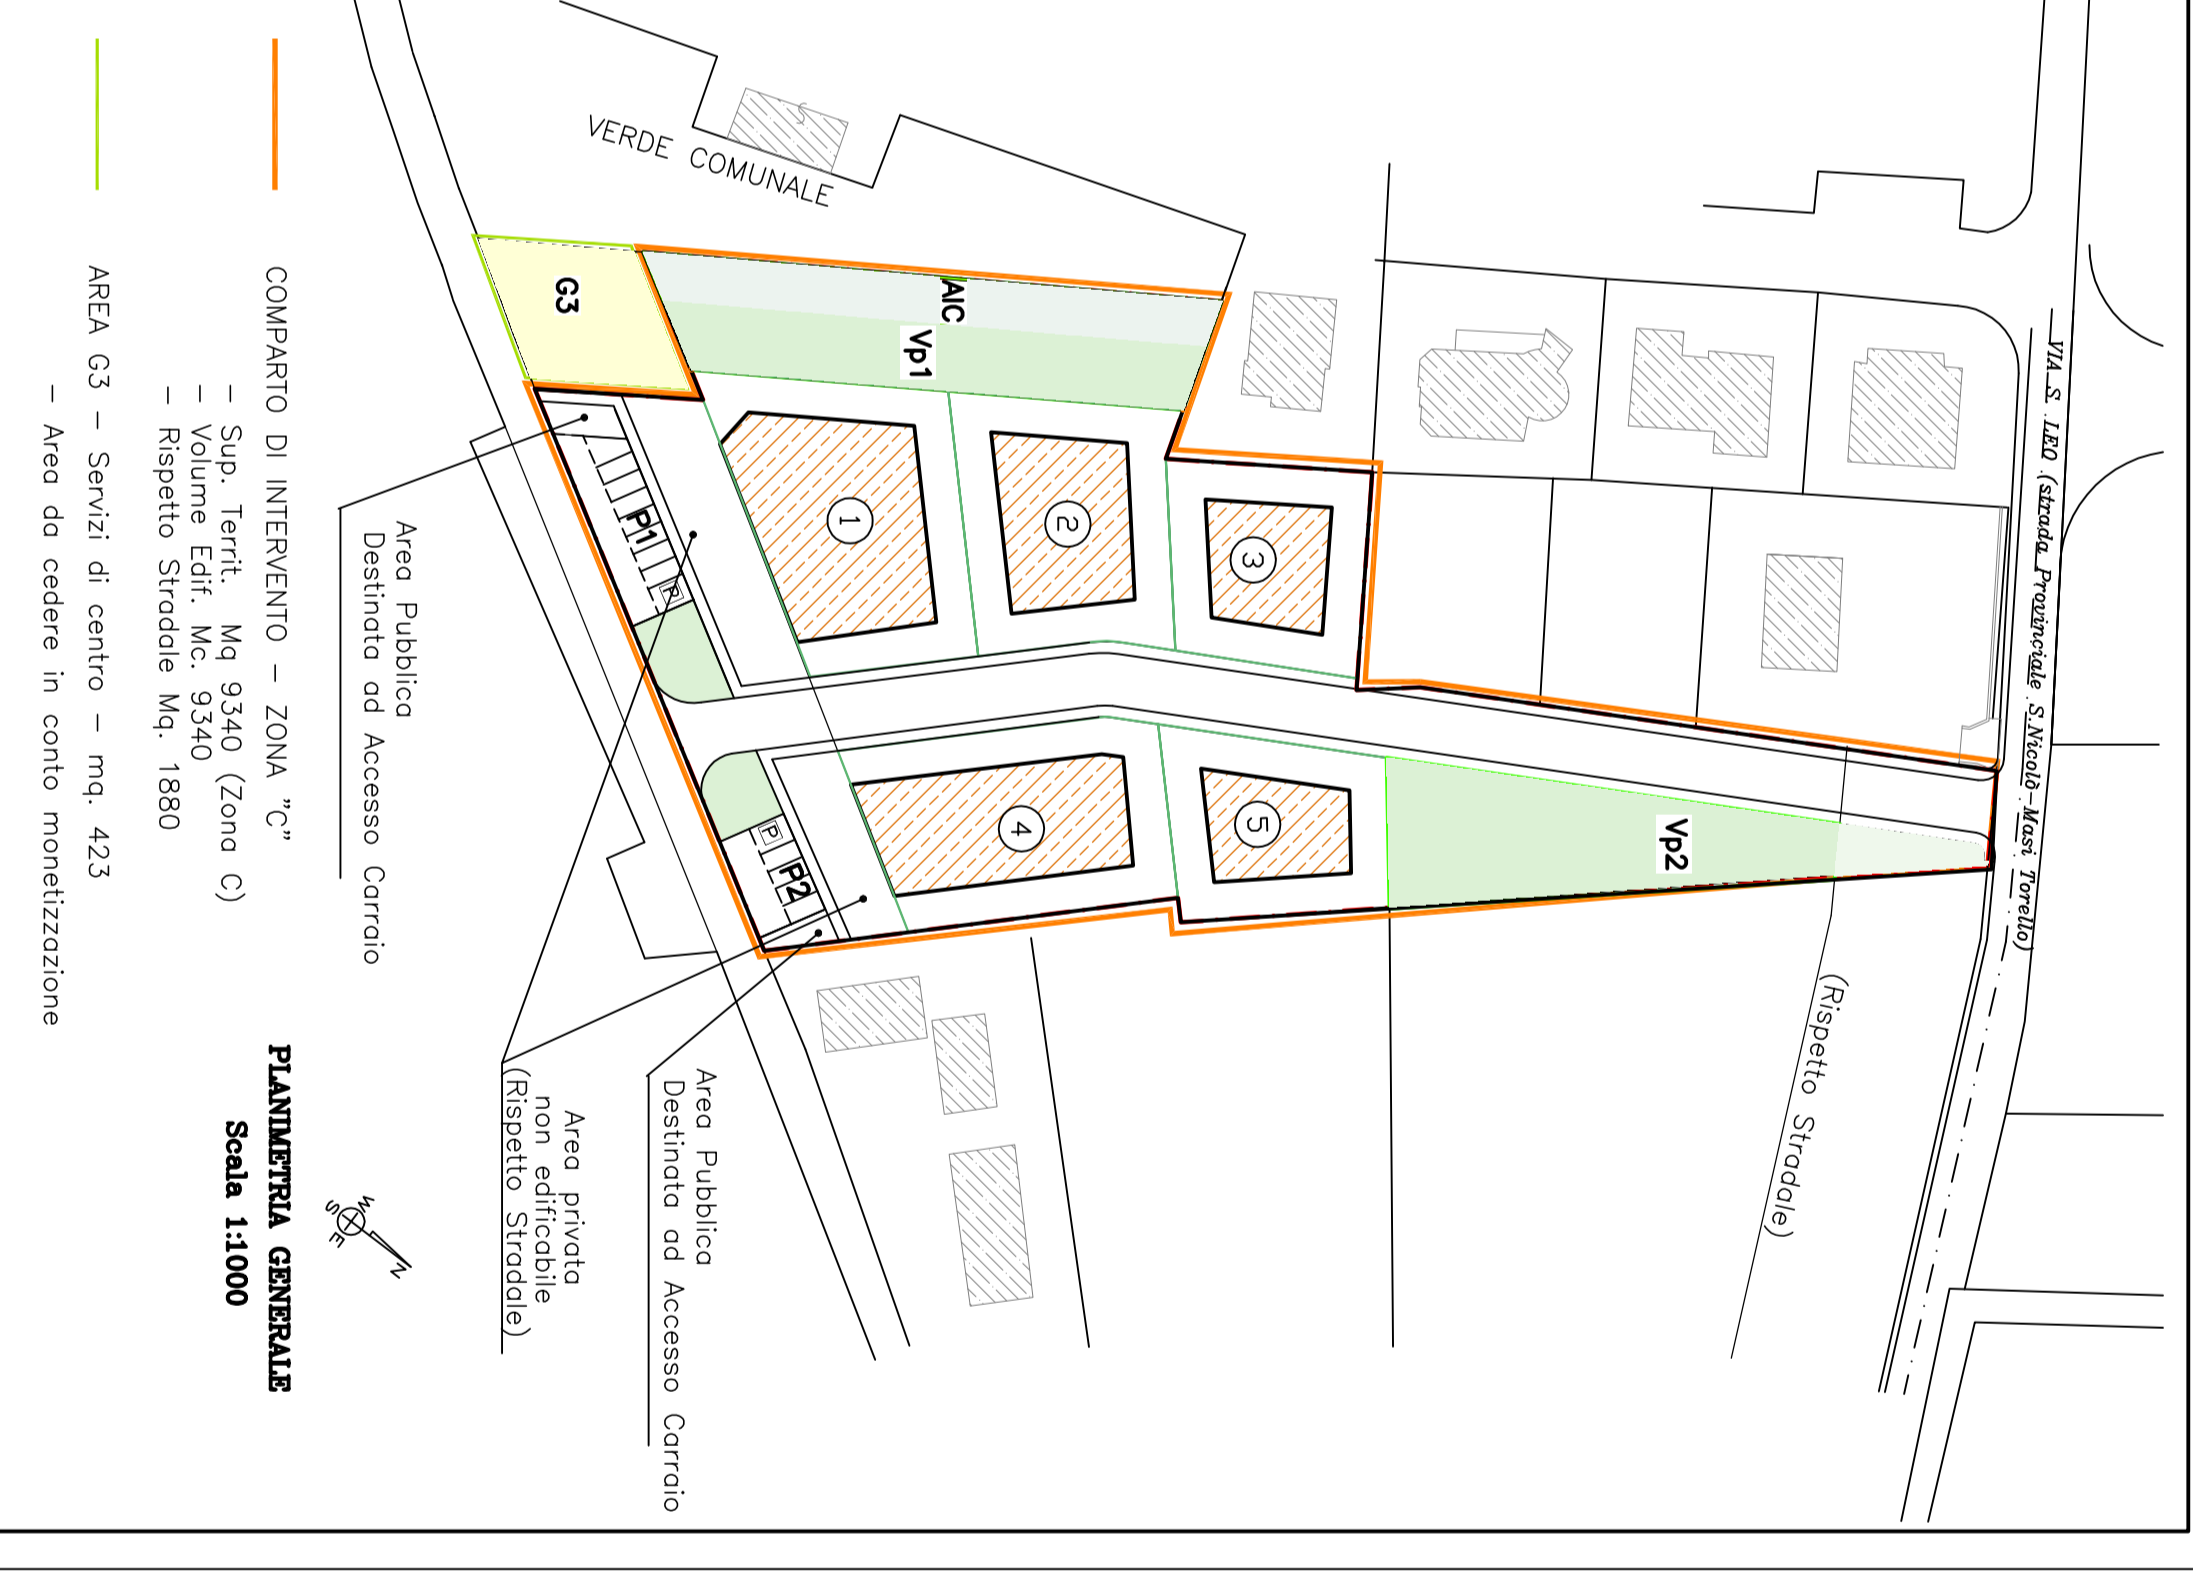 VIA S. LEO (strada Provinciale S.Nicolò-Masi Torello)
(Rispetto Stradale)
VERDE COMUNALE
S
AIC
Vp1
Vp2
G3
1
2
3
4
5
P1
P
P2
P
Area Pubblica
Destinata ad Accesso Carraio
Area Pubblica
Destinata ad Accesso Carraio
Area privata
non edificabile
(Rispetto Stradale)
N
W
S
E
PLANIMETRIA GENERALE
Scala 1:1000
COMPARTO DI INTERVENTO – ZONA "C"
– Sup. Territ. Mq 9340 (Zona C)
– Volume Edif. Mc. 9340
– Rispetto Stradale Mq. 1880
AREA G3 – Servizi di centro – mq. 423
– Area da cedere in conto monetizzazione